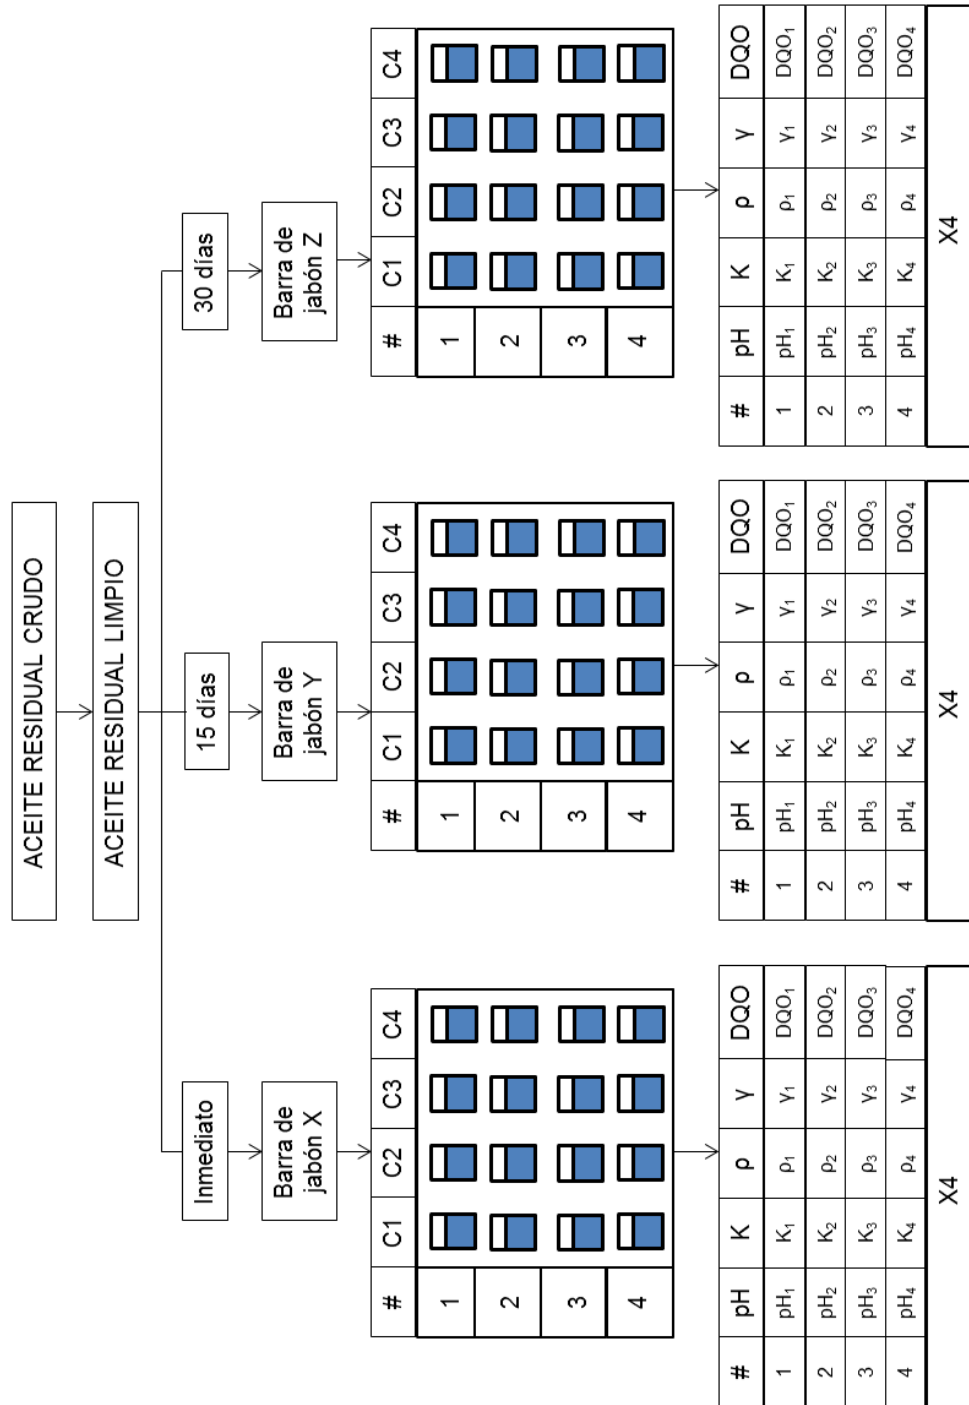 ACEITE RESIDUAL CRUDO
ACEITE RESIDUAL LIMPIO
Inmediato
15 días
30 días
Barra de
jabón X
Barra de
jabón Y
Barra de
jabón Z
# C1 C2 C3 C4
1
2
3
4
# C1 C2 C3 C4
1
2
3
4
# C1 C2 C3 C4
1
2
3
4
# pH K ρ γ DQO
1 pH₁ K₁ ρ₁ γ₁ DQO₁
2 pH₂ K₂ ρ₂ γ₂ DQO₂
3 pH₃ K₃ ρ₃ γ₃ DQO₃
4 pH₄ K₄ ρ₄ γ₄ DQO₄
X4
# pH K ρ γ DQO
1 pH₁ K₁ ρ₁ γ₁ DQO₁
2 pH₂ K₂ ρ₂ γ₂ DQO₂
3 pH₃ K₃ ρ₃ γ₃ DQO₃
4 pH₄ K₄ ρ₄ γ₄ DQO₄
X4
# pH K ρ γ DQO
1 pH₁ K₁ ρ₁ γ₁ DQO₁
2 pH₂ K₂ ρ₂ γ₂ DQO₂
3 pH₃ K₃ ρ₃ γ₃ DQO₃
4 pH₄ K₄ ρ₄ γ₄ DQO₄
X4